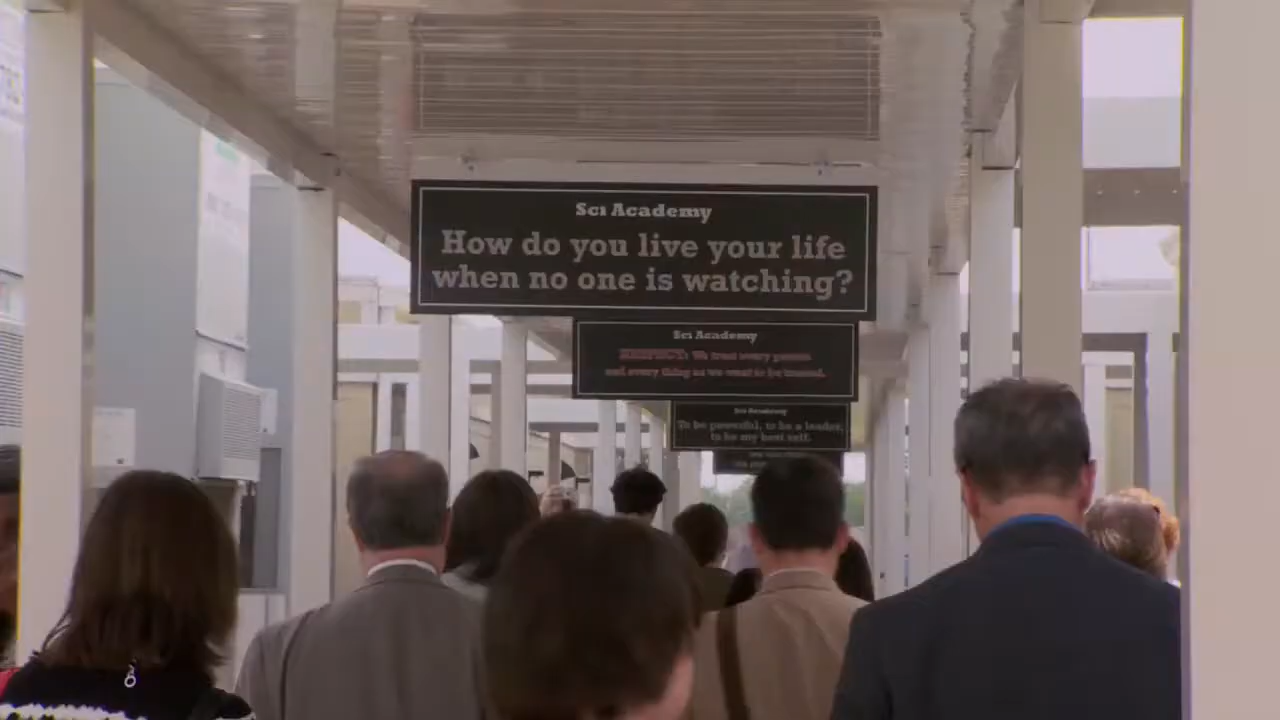 Sci Academy
How do you live your life
when no one is watching?
Sci Academy
RESPECT: We treat every person
and every thing as we want to be treated.
Sci Academy
To be powerful, to be a leader,
to be my best self.